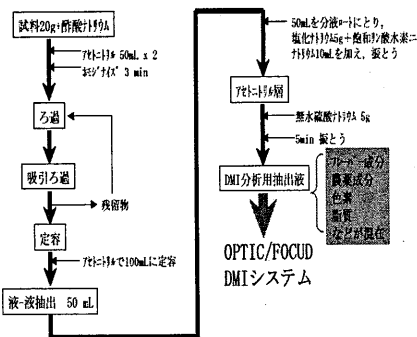 試料20g+酢酸ナトリウム
アセトニトリル 50mL x 2
ホモジナイズ 3 min
ろ過
吸引ろ過
残留物
定容
アセトニトリルで100mLに定容
液-液抽出 50 mL
50mLを分液ロートにとり、
塩化ナトリウム5g+飽和リン酸水素二
ナトリウム10mLを加え、振とう
アセトニトリル層
無水硫酸ナトリウム 5g
5min 振とう
DMI分析用抽出液
フレーバー成分
農薬成分
色素
脂質
などが混在
OPTIC/FOCUD
DMIシステム